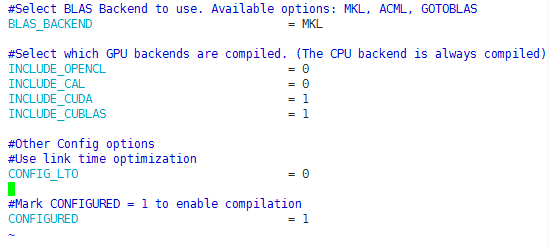 #Select BLAS Backend to use. Available options: MKL, ACML, GOTOBLAS
BLAS_BACKEND = MKL
#Select which GPU backends are compiled. (The CPU backend is always compiled)
INCLUDE_OPENCL = 0
INCLUDE_CAL = 0
INCLUDE_CUDA = 1
INCLUDE_CUBLAS = 1
#Other Config options
#Use link time optimization
CONFIG_LTO = 0
#Mark CONFIGURED = 1 to enable compilation
CONFIGURED = 1
~